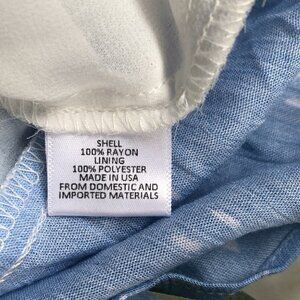 SHELL
100% RAYON
LINING
100% POLYESTER
MADE IN USA
FROM DOMESTIC AND
IMPORTED MATERIALS